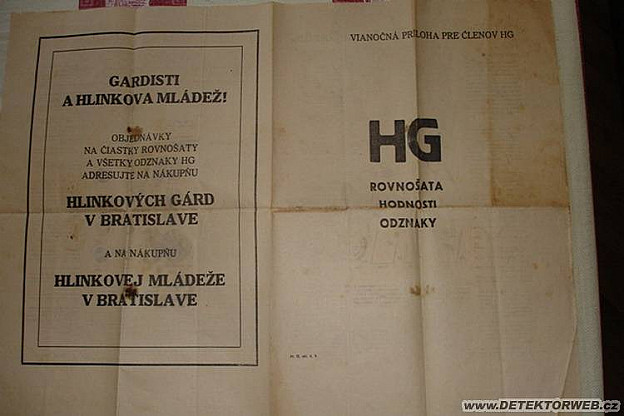 GARDISTI
A HLINKOVA MLÁDEŽ!
OBJEDNÁVKY
NA ČIASTKY ROVNOŠATY
A VŠETKY ODZNAKY HG
ADRESUJTE NA NÁKUPŇU
HLINKOVÝCH GÁRD
V BRATISLAVE
A NA NÁKUPŇU
HLINKOVEJ MLÁDEŽE
V BRATISLAVE
VIANOČNÁ PRÍLOHA PRE ČLENOV HG
HG
ROVNOŠATA
HODNOSTI
ODZNAKY
www.DETEKTORWEB.cz